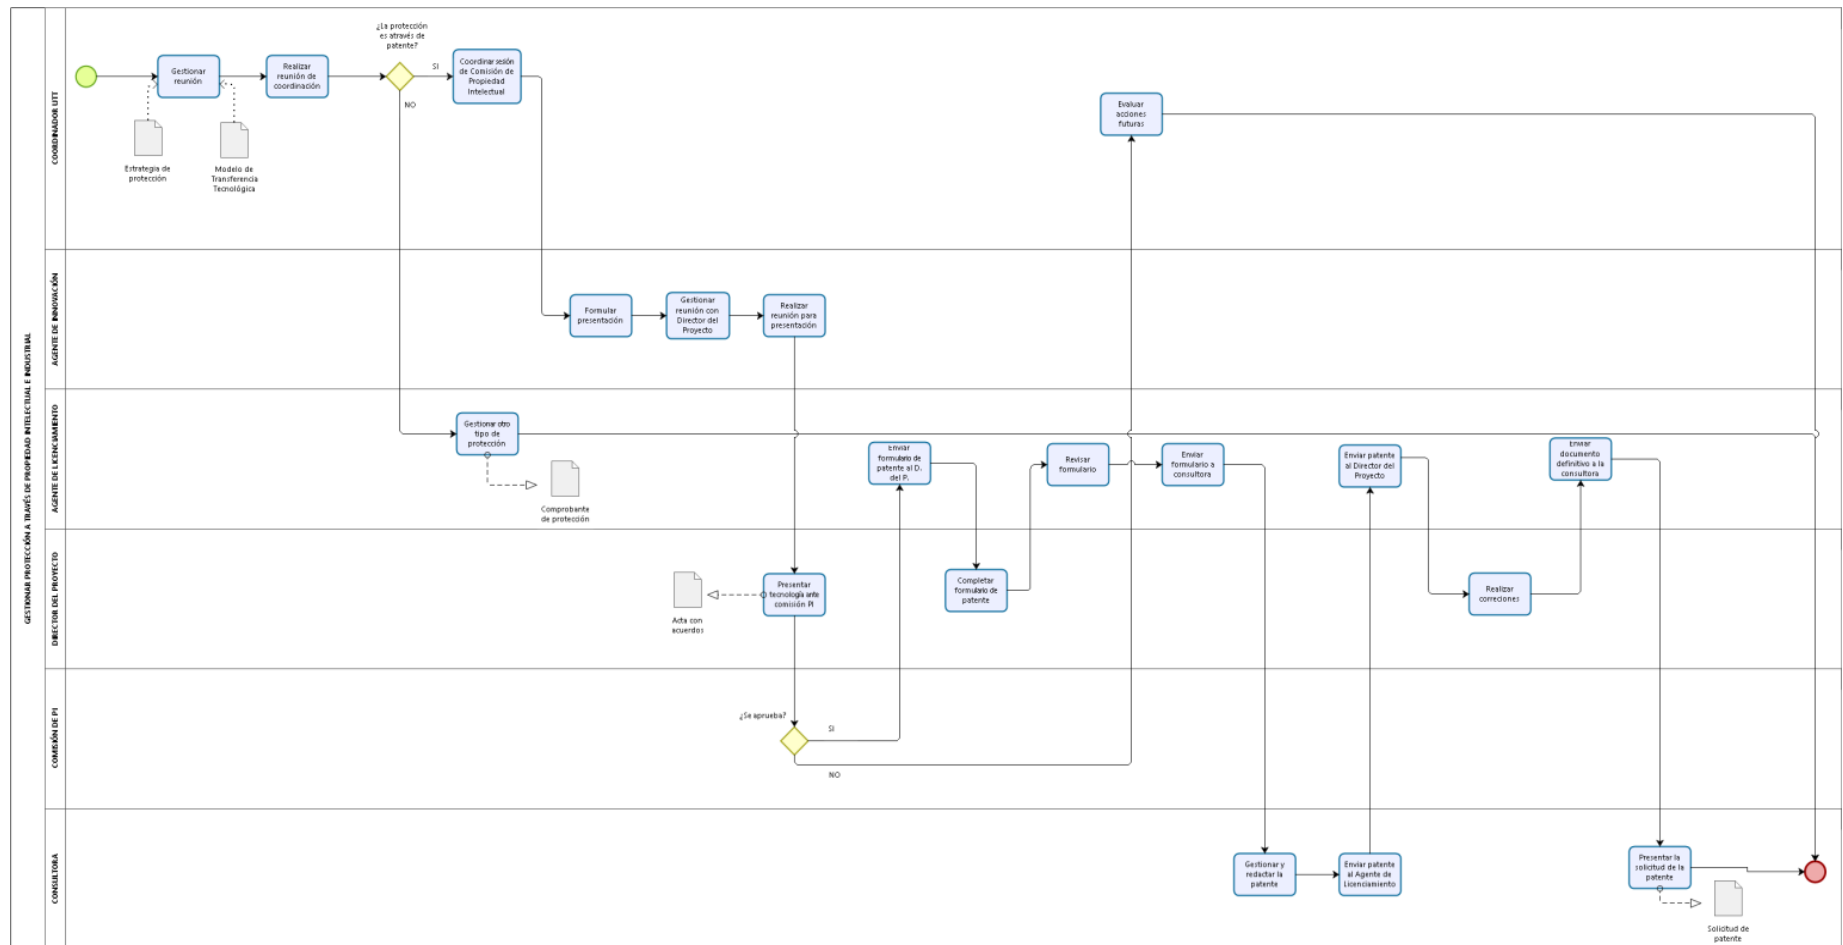 GESTIONAR PROTECCIÓN A TRAVÉS DE PROPIEDAD INTELECTUAL E INDUSTRIAL
COORDINADOR UTT
¿La protección
es através de
patente?
Gestionar
reunión
Realizar
reunión de
coordinación
SI
NO
Coordinar sesión
de Comisión de
Propiedad
Intelectual
Evaluar
acciones
futuras
Estrategia de
protección
Modelo de
Transferencia
Tecnológica
AGENTE DE INNOVACIÓN
Formular
presentación
Gestionar
reunión con
Director del
Proyecto
Realizar
reunión para
presentación
AGENTE DE LICENCIAMIENTO
Gestionar otro
tipo de
protección
Comprobante
de protección
Enviar
formulario de
patente al D.
del P.
Revisar
formulario
Enviar
formulario a
consultora
Enviar patente
al Director del
Proyecto
Enviar
documento
definitivo a la
consultora
DIRECTOR DEL PROYECTO
Acta con
acuerdos
Presentar
tecnología ante
comisión PI
Completar
formulario de
patente
Realizar
correciones
COMISIÓN DE PI
¿Se aprueba?
SI
NO
CONSULTORA
Gestionar y
redactar la
patente
Enviar patente
al Agente de
Licenciamiento
Presentar la
solicitud de la
patente
Solicitud de
patente